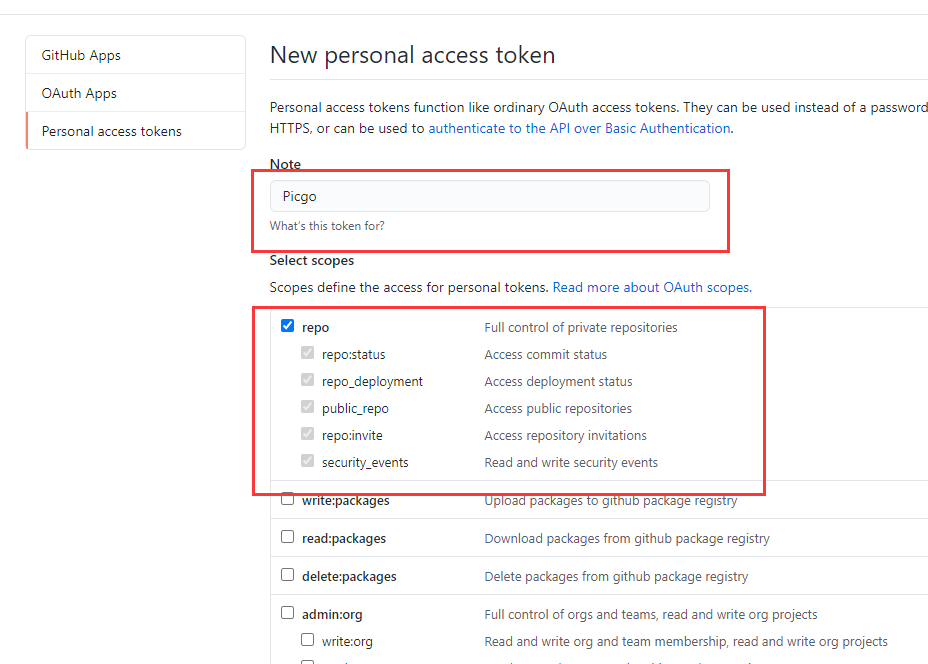 GitHub Apps
OAuth Apps
Personal access tokens
New personal access token
Personal access tokens function like ordinary OAuth access tokens. They can be used instead of a password
HTTPS, or can be used to authenticate to the API over Basic Authentication.
Note
Picgo
What's this token for?
Select scopes
Scopes define the access for personal tokens. Read more about OAuth scopes.
repo Full control of private repositories
repo:status Access commit status
repo_deployment Access deployment status
public_repo Access public repositories
repo:invite Access repository invitations
security_events Read and write security events
write:packages Upload packages to github package registry
read:packages Download packages from github package registry
delete:packages Delete packages from github package registry
admin:org Full control of orgs and teams, read and write org projects
write:org Read and write org and team membership, read and write org projects